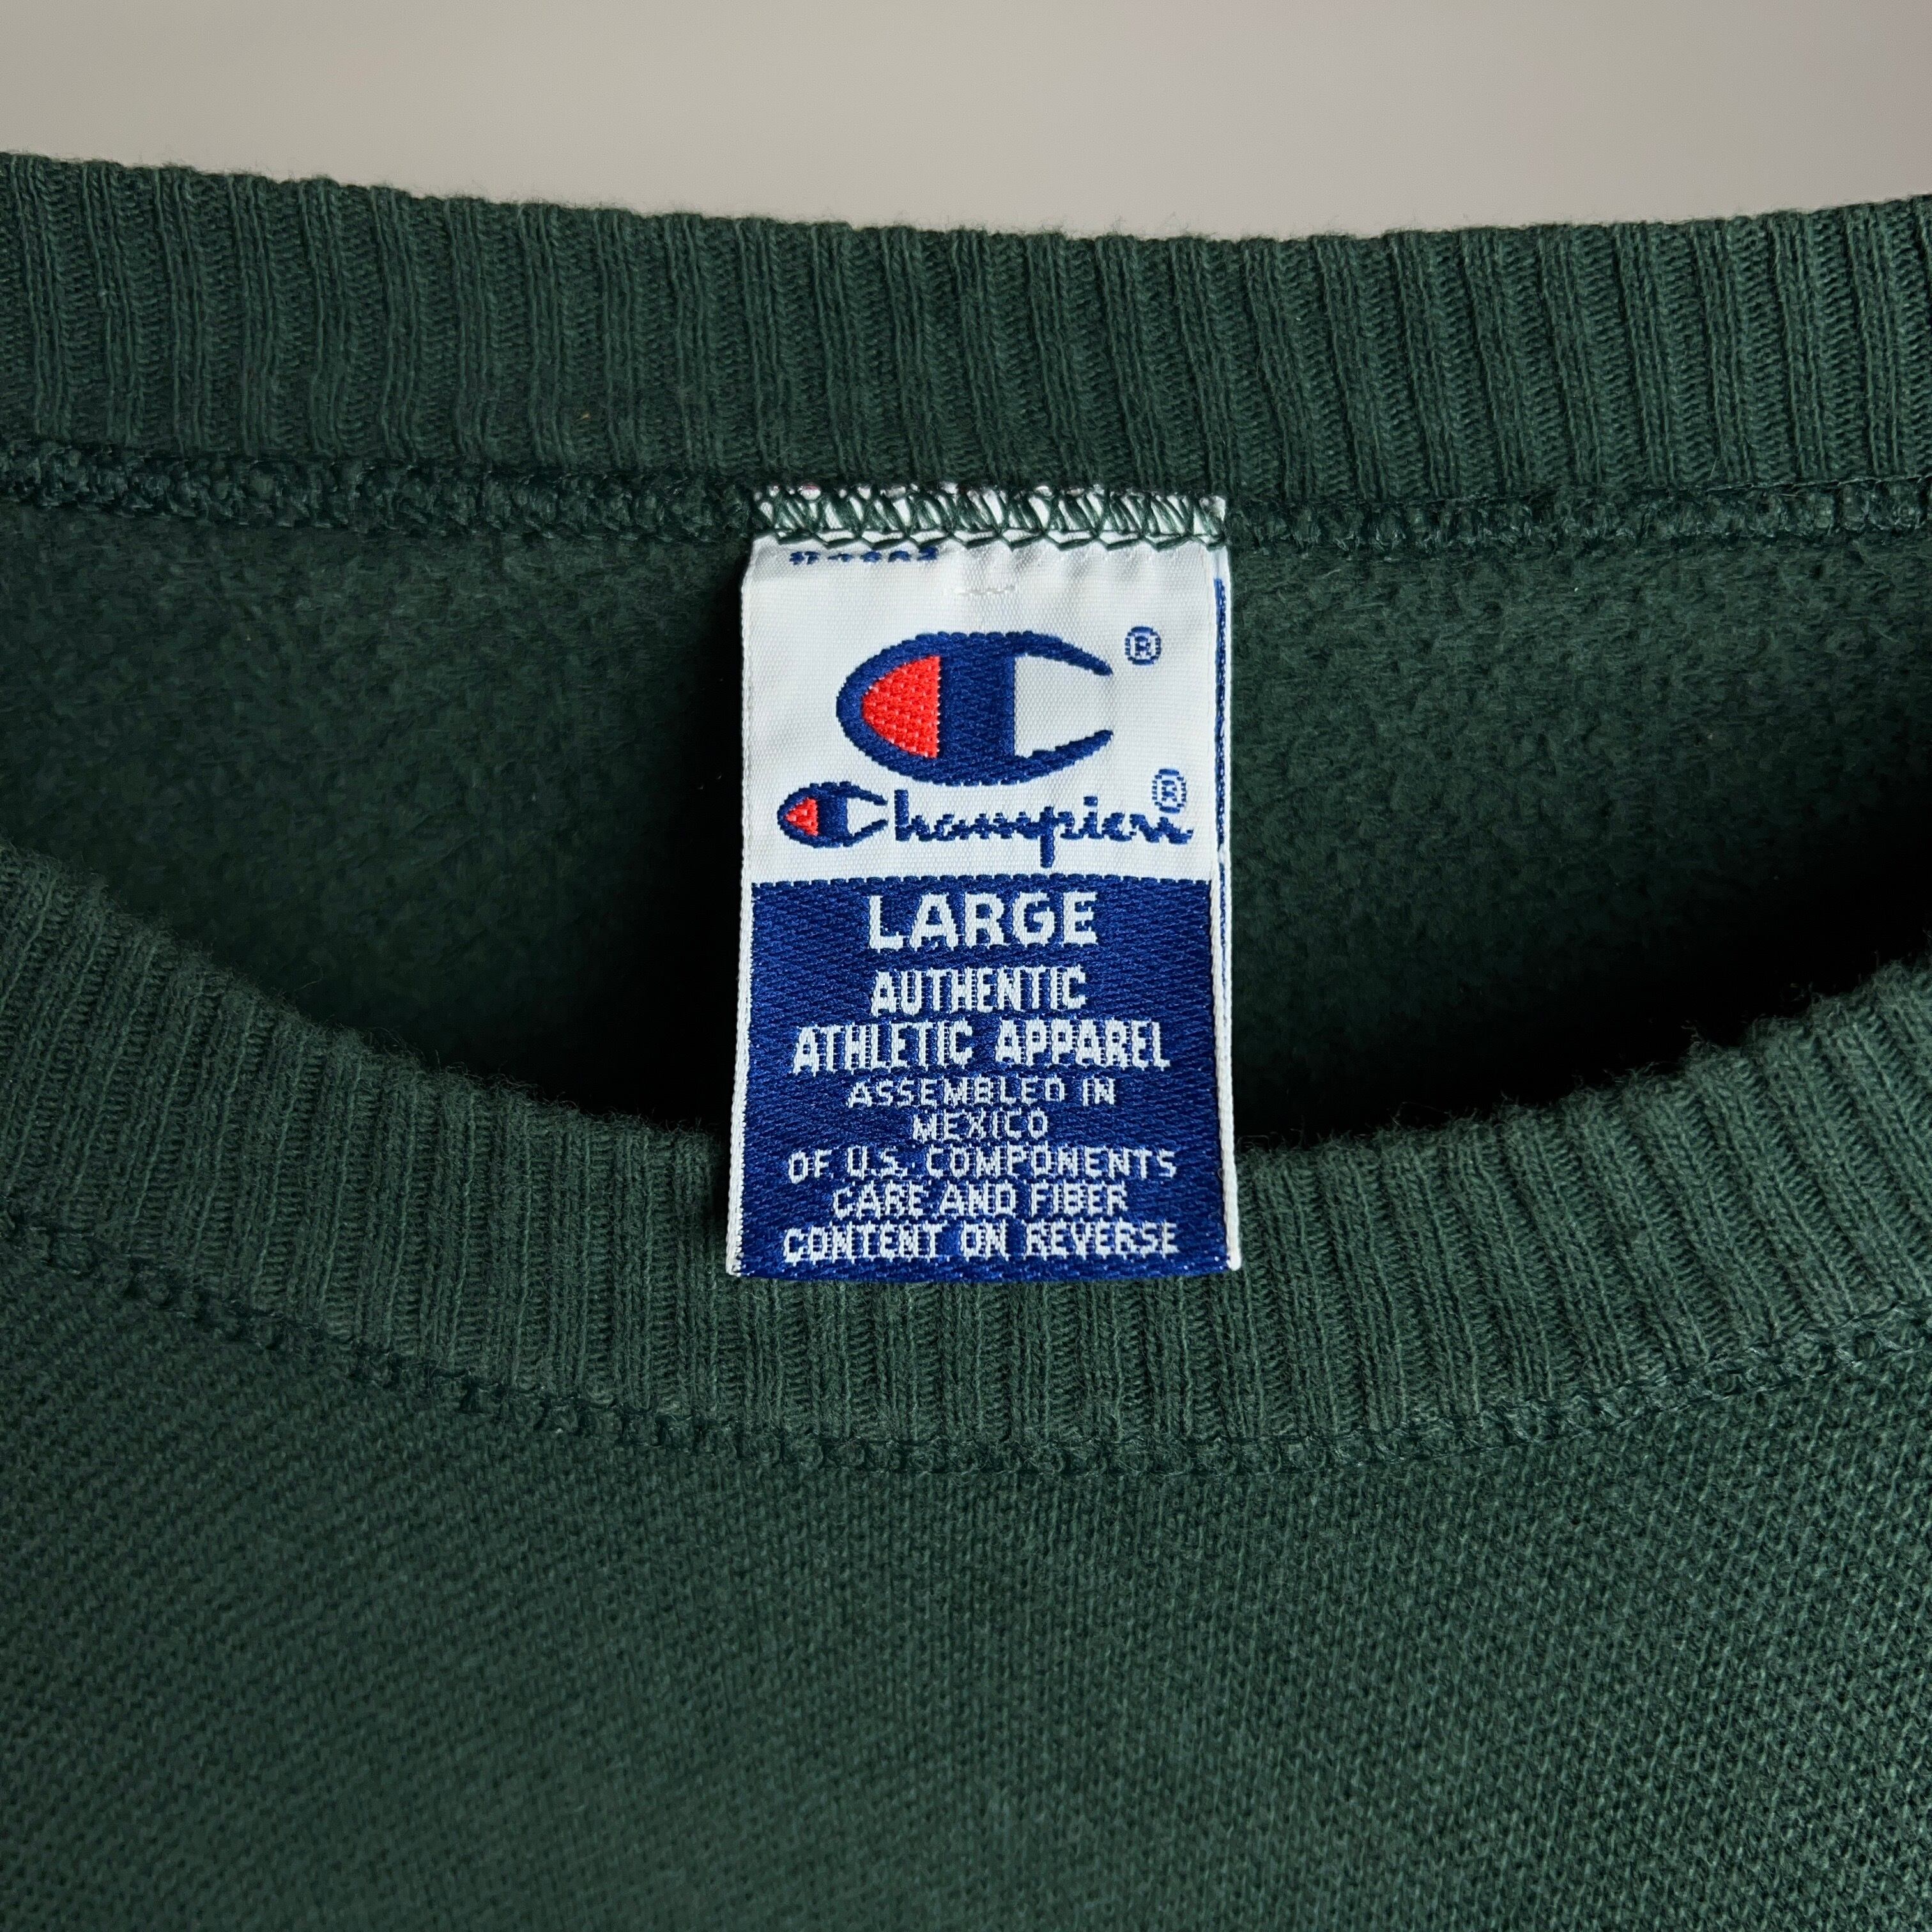 ®
Champion®
LARGE
AUTHENTIC
ATHLETIC APPAREL
ASSEMBLED IN
MEXICO
OF U.S. COMPONENTS
CARE AND FIBER
CONTENT ON REVERSE